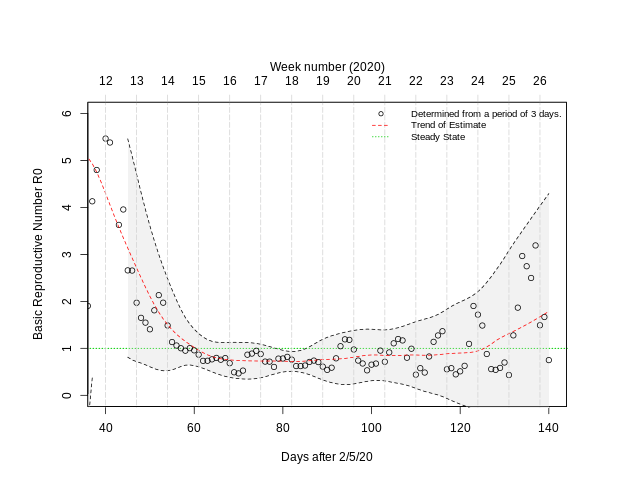 Week number (2020)
12 13 14 15 16 17 18 19 20 21 22 23 24 25 26
Determined from a period of 3 days.
Trend of Estimate
Steady State
Basic Reproductive Number R0
6
5
4
3
2
1
0
40 60 80 100 120 140
Days after 2/5/20